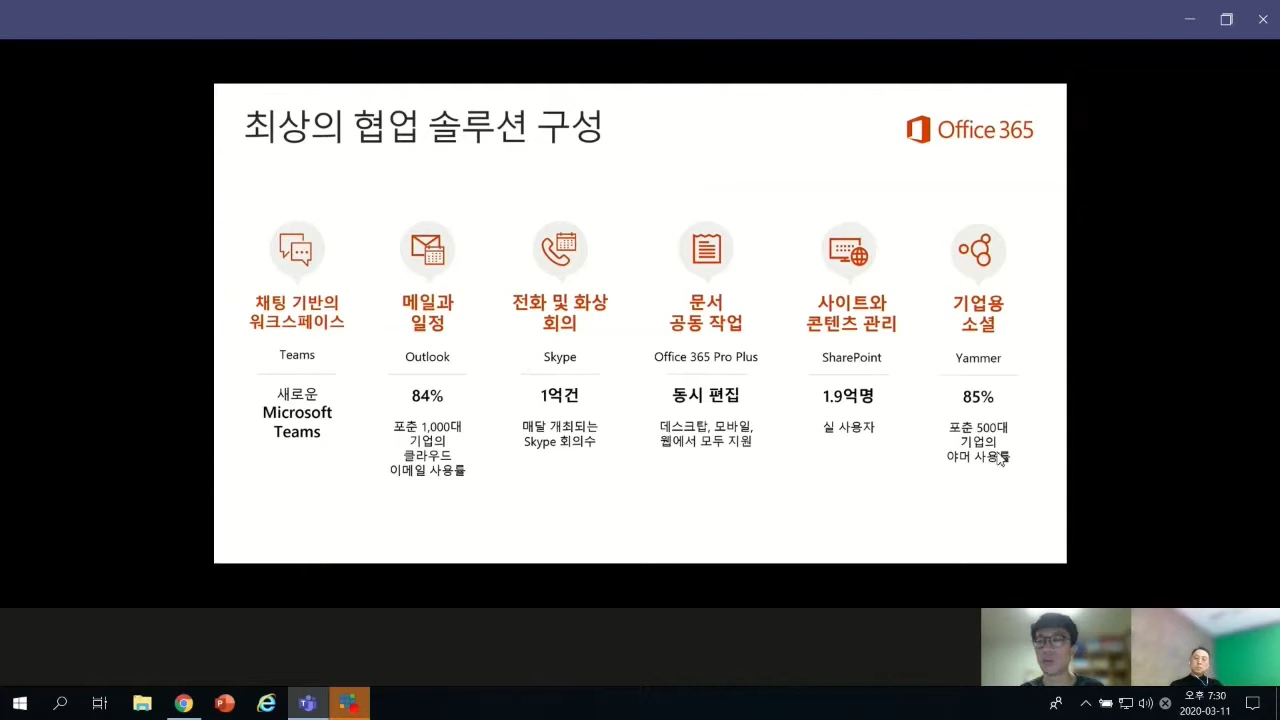 최상의 협업 솔루션 구성
Office 365
채팅 기반의
워크스페이스
Teams
새로운
Microsoft
Teams
메일과
일정
Outlook
84%
포춘 1,000대
기업의
클라우드
이메일 사용률
전화 및 화상
회의
Skype
1억건
매달 개최되는
Skype 회의수
문서
공동 작업
Office 365 Pro Plus
동시 편집
데스크탑, 모바일,
웹에서 모두 지원
사이트와
콘텐츠 관리
SharePoint
1.9억명
실 사용자
기업용
소셜
Yammer
85%
포춘 500대
기업의
야머 사용률
오후 7:30
2020-03-11